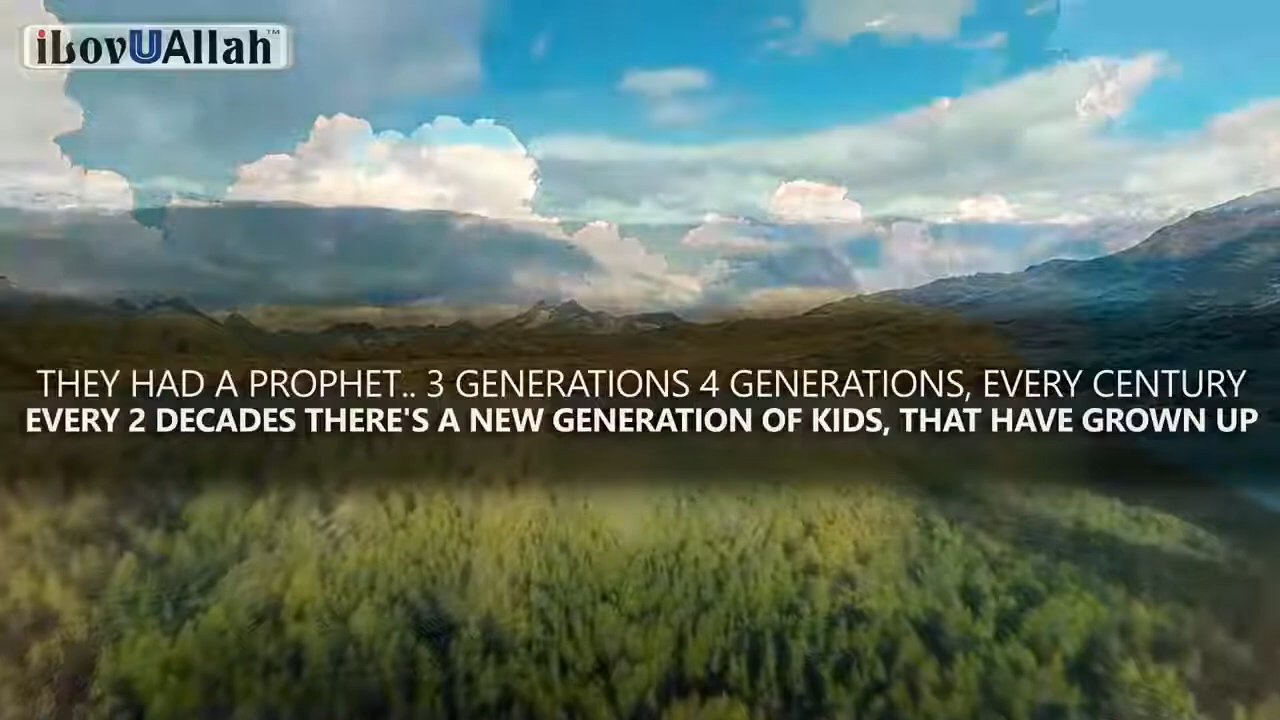 iLovUAllah™
THEY HAD A PROPHET.. 3 GENERATIONS 4 GENERATIONS, EVERY CENTURY
EVERY 2 DECADES THERE'S A NEW GENERATION OF KIDS, THAT HAVE GROWN UP